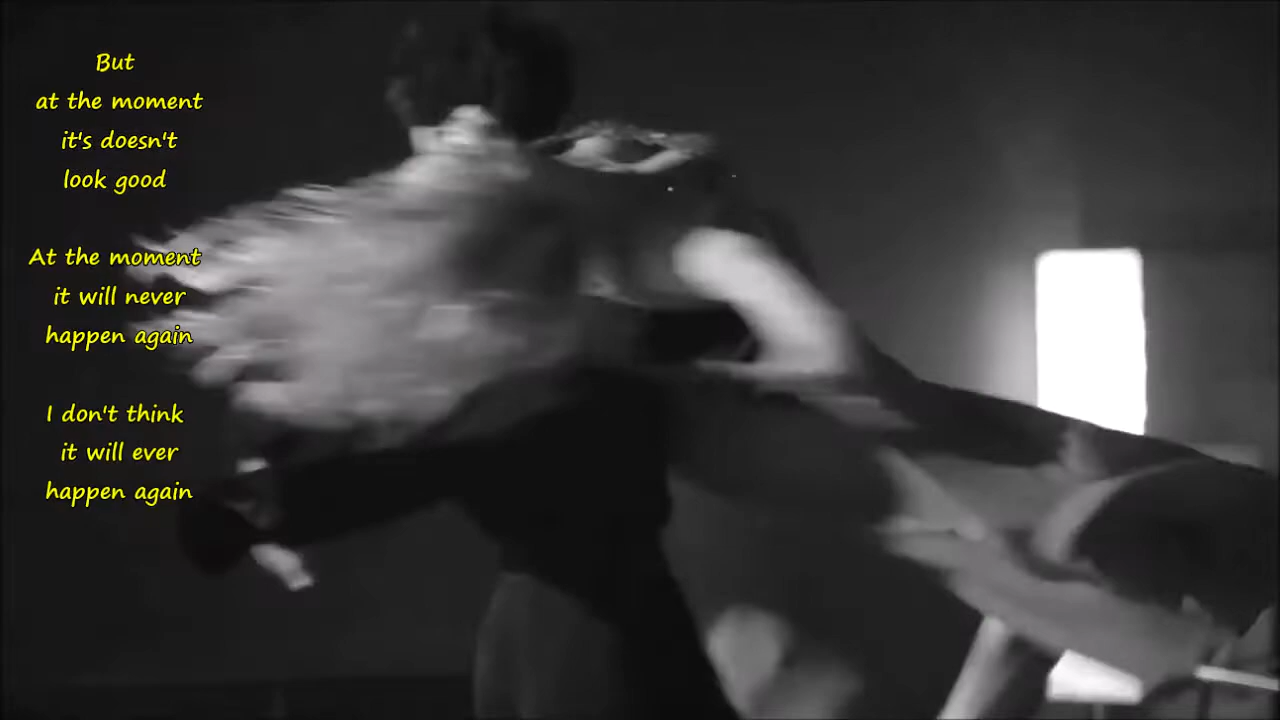 But
at the moment
it's doesn't
look good
At the moment
it will never
happen again
I don't think
it will ever
happen again